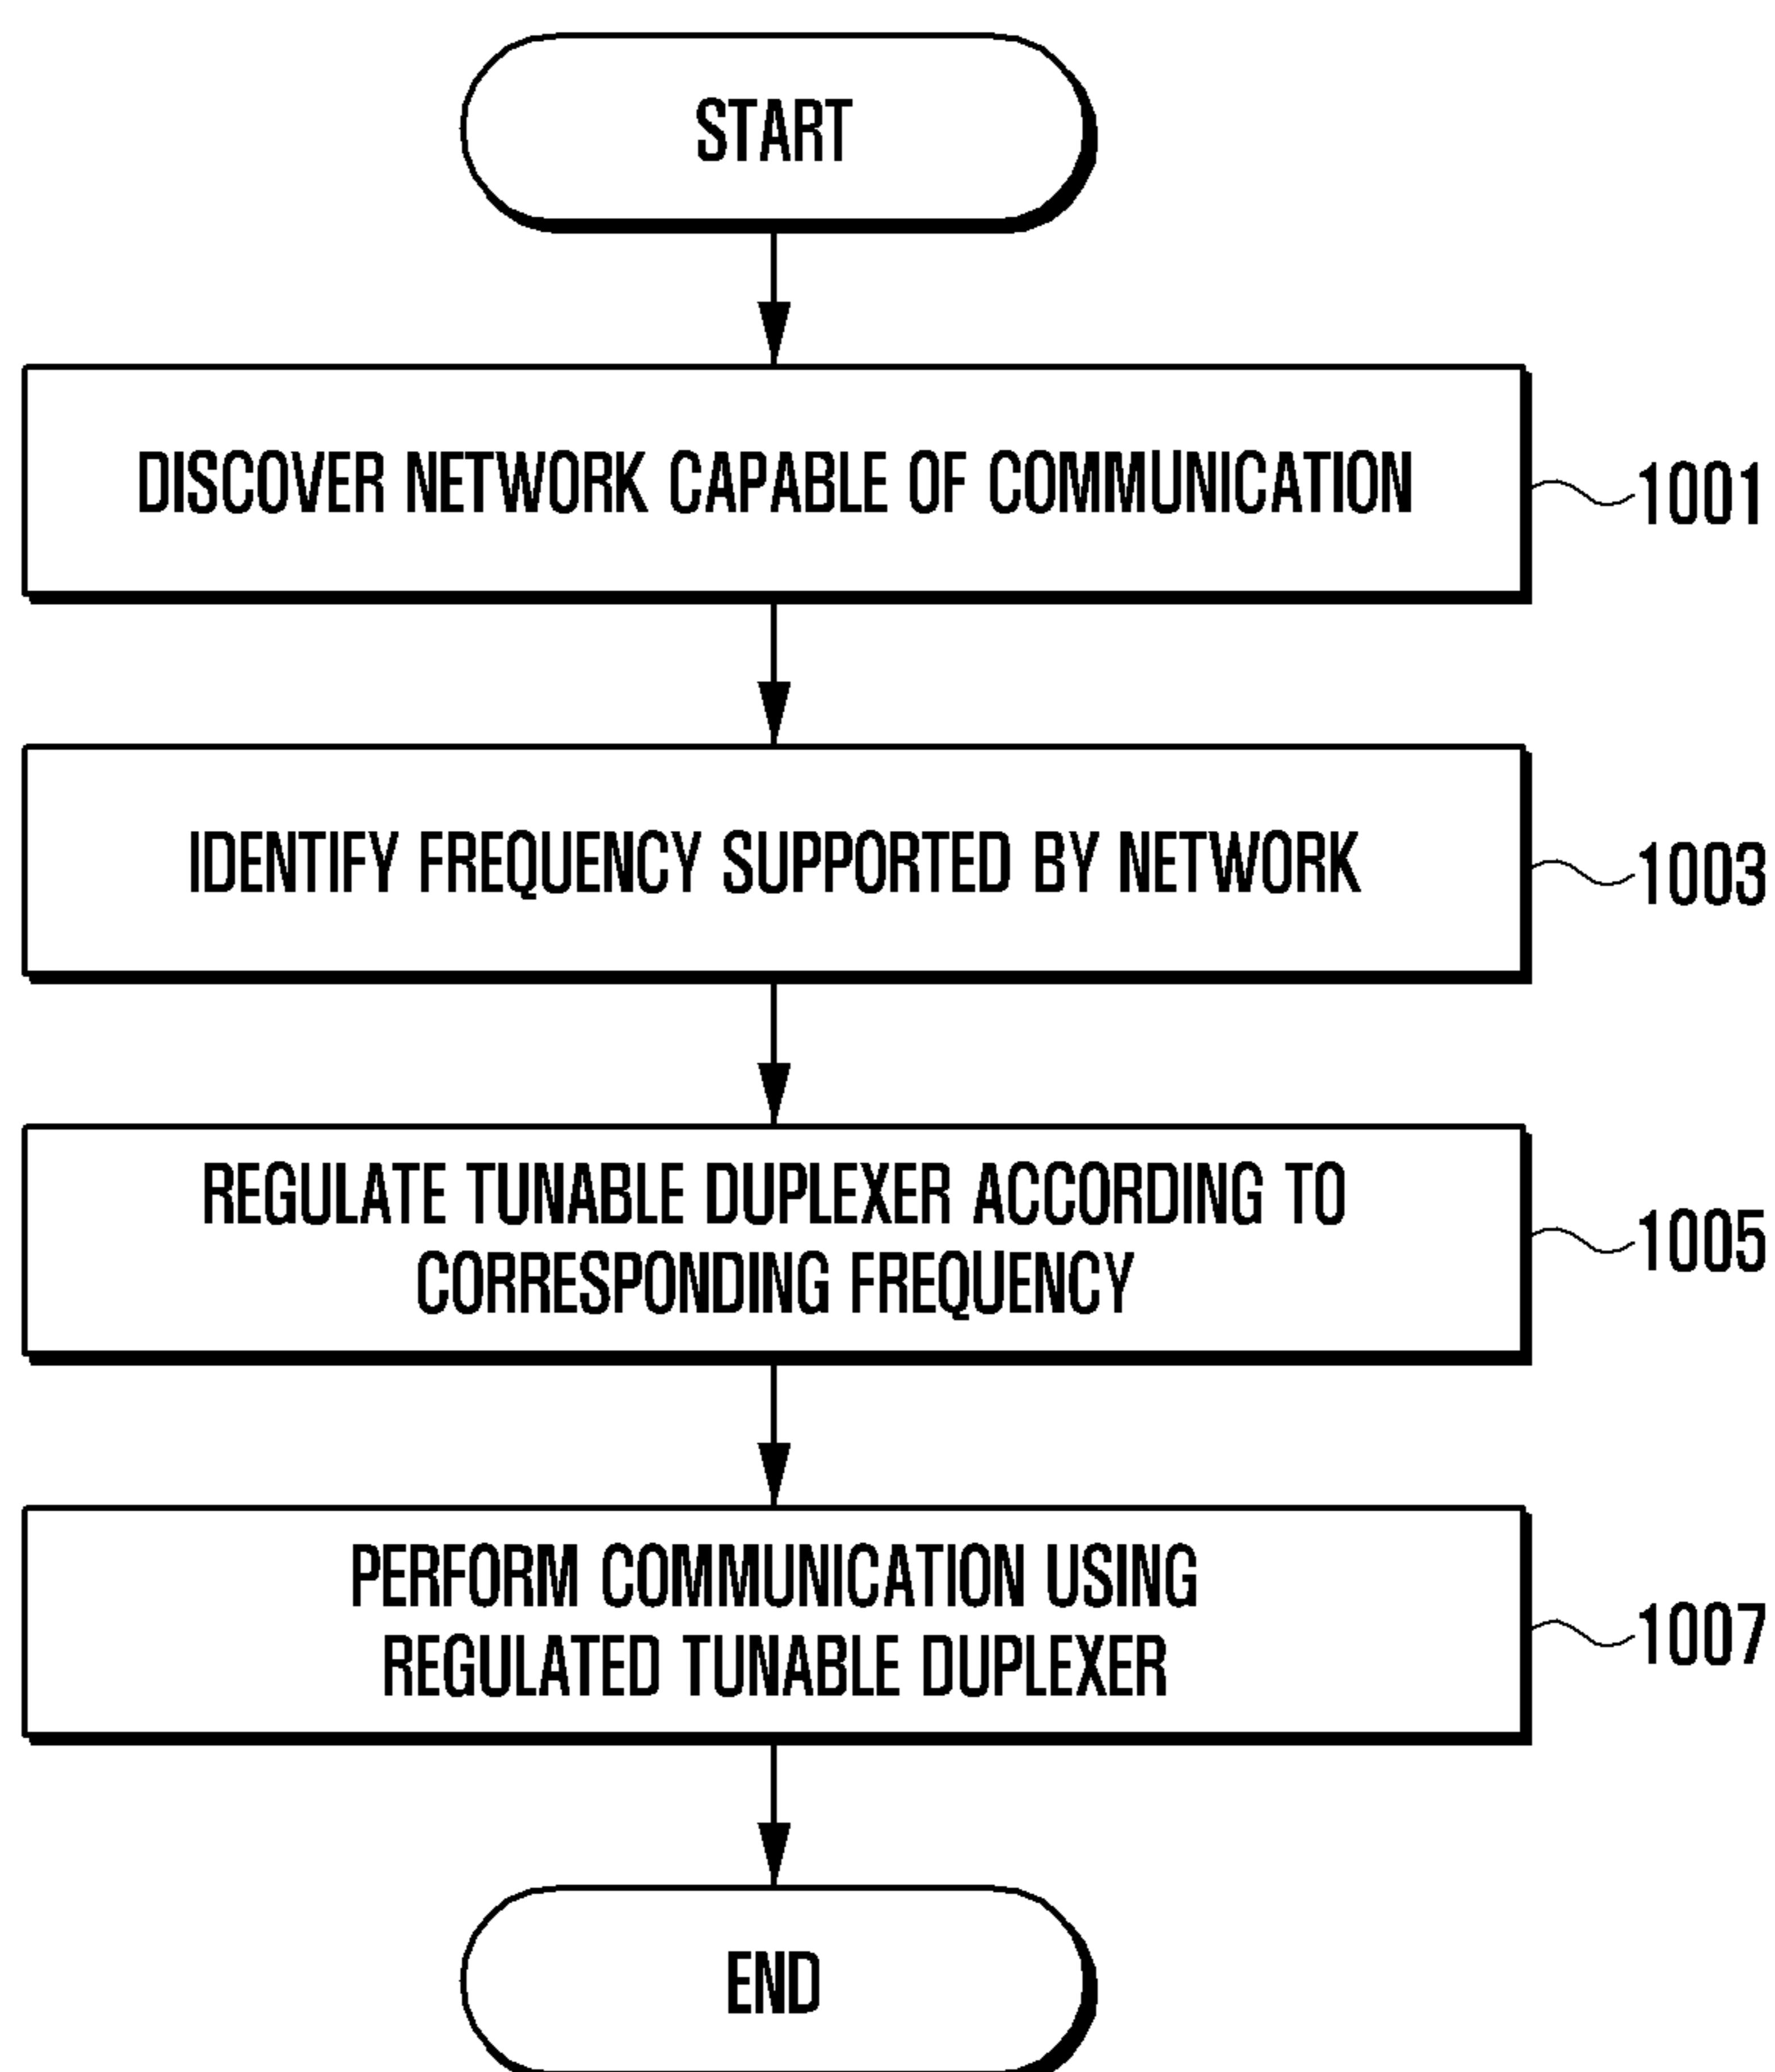 START
DISCOVER NETWORK CAPABLE OF COMMUNICATION
1001
IDENTIFY FREQUENCY SUPPORTED BY NETWORK
1003
REGULATE TUNABLE DUPLEXER ACCORDING TO
CORRESPONDING FREQUENCY
1005
PERFORM COMMUNICATION USING
REGULATED TUNABLE DUPLEXER
1007
END